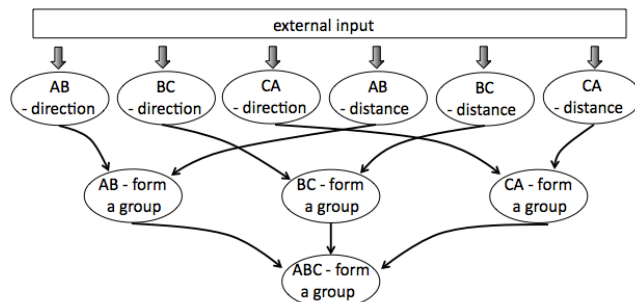 external input
AB
- direction
BC
- direction
CA
- direction
AB
- distance
BC
- distance
CA
- distance
AB - form
a group
BC - form
a group
CA - form
a group
ABC - form
a group